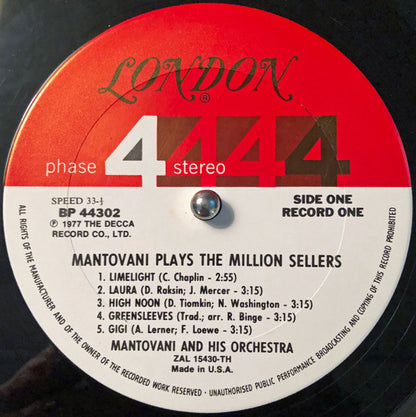 LONDON
®
phase 4444 stereo
SPEED 33-⅓
BP 44302
℗ 1977 THE DECCA
RECORD CO., LTD.
SIDE ONE
RECORD ONE
MANTOVANI PLAYS THE MILLION SELLERS
1. LIMELIGHT (C. Chaplin - 2:55)
2. LAURA (D. Raksin; J. Mercer - 3:15)
3. HIGH NOON (D. Tiomkin; N. Washington - 3:15)
4. GREENSLEEVES (Trad.; arr. R. Binge - 3:15)
5. GIGI (A. Lerner; F. Loewe - 3:15)
MANTOVANI AND HIS ORCHESTRA
ZAL 15430-TH
Made in U.S.A.
ALL RIGHTS OF THE MANUFACTURER AND OF THE OWNER OF THE RECORDED WORK RESERVED - UNAUTHORISED PUBLIC PERFORMANCE BROADCASTING AND COPYING OF THIS RECORD PROHIBITED